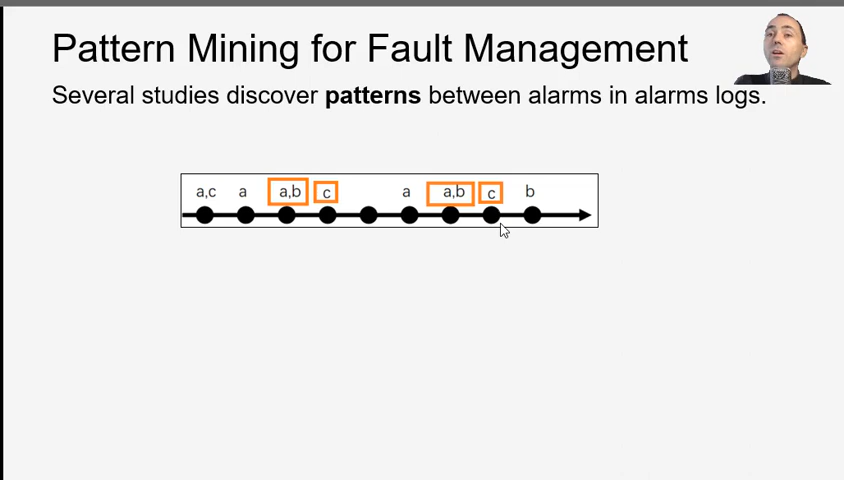 Pattern Mining for Fault Management
Several studies discover patterns between alarms in alarms logs.
a,c a a,b c a a,b c b